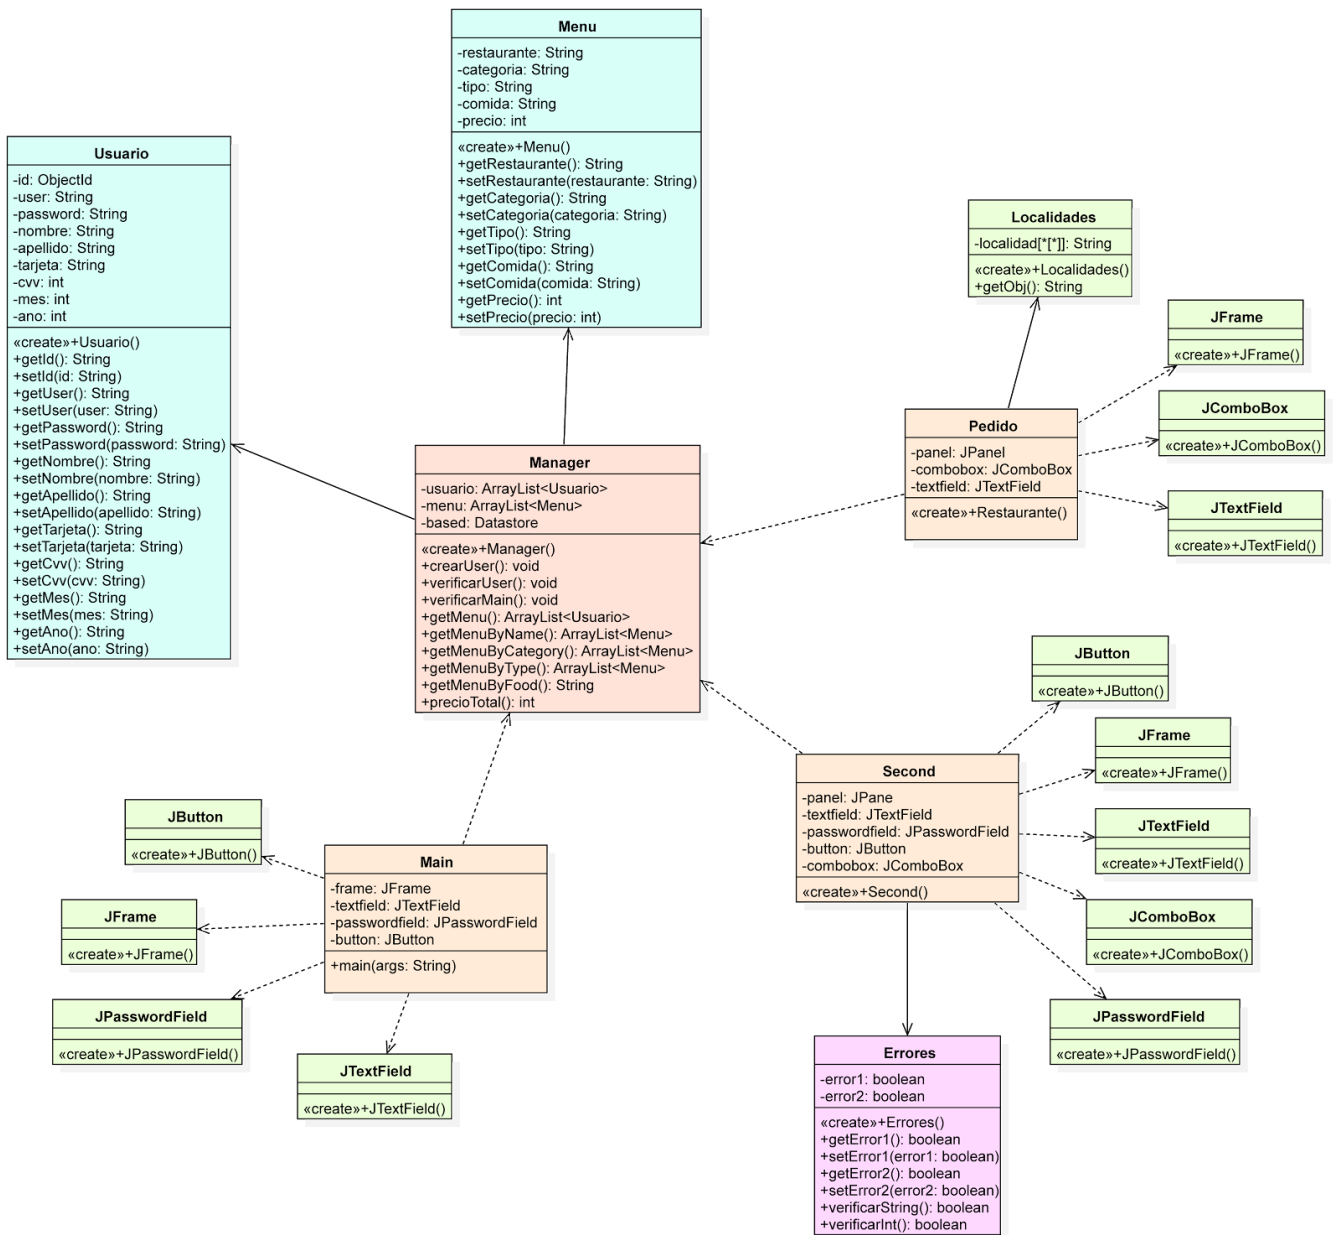 Menu
-restaurante: String
-categoria: String
-tipo: String
-comida: String
-precio: int
«create»+Menu()
+getRestaurante(): String
+setRestaurante(restaurante: String)
+getCategoria(): String
+setCategoria(categoria: String)
+getTipo(): String
+setTipo(tipo: String)
+getComida(): String
+setComida(comida: String)
+getPrecio(): int
+setPrecio(precio: int)
Usuario
-id: ObjectId
-user: String
-password: String
-nombre: String
-apellido: String
-tarjeta: String
-cvv: int
-mes: int
-ano: int
«create»+Usuario()
+getId(): String
+setId(id: String)
+getUser(): String
+setUser(user: String)
+getPassword(): String
+setPassword(password: String)
+getNombre(): String
+setNombre(nombre: String)
+getApellido(): String
+setApellido(apellido: String)
+getTarjeta(): String
+setTarjeta(tarjeta: String)
+getCvv(): String
+setCvv(cvv: String)
+getMes(): String
+setMes(mes: String)
+getAno(): String
+setAno(ano: String)
Localidades
-localidad[*[*]]: String
«create»+Localidades()
+getObj(): String
JFrame
«create»+JFrame()
JComboBox
«create»+JComboBox()
JTextField
«create»+JTextField()
Pedido
-panel: JPanel
-combobox: JComboBox
-textfield: JTextField
«create»+Restaurante()
Manager
-usuario: ArrayList<Usuario>
-menu: ArrayList<Menu>
-based: Datastore
«create»+Manager()
+crearUser(): void
+verificarUser(): void
+verificarMain(): void
+getMenu(): ArrayList<Usuario>
+getMenuByName(): ArrayList<Menu>
+getMenuByCategory(): ArrayList<Menu>
+getMenuByType(): ArrayList<Menu>
+getMenuByFood(): String
+precioTotal(): int
JButton
«create»+JButton()
JFrame
«create»+JFrame()
JTextField
«create»+JTextField()
JComboBox
«create»+JComboBox()
JPasswordField
«create»+JPasswordField()
Second
-panel: JPane
-textfield: JTextField
-passwordfield: JPasswordField
-button: JButton
-combobox: JComboBox
«create»+Second()
JButton
«create»+JButton()
JFrame
«create»+JFrame()
JPasswordField
«create»+JPasswordField()
JTextField
«create»+JTextField()
Main
-frame: JFrame
-textfield: JTextField
-passwordfield: JPasswordField
-button: JButton
+main(args: String)
Errores
-error1: boolean
-error2: boolean
«create»+Errores()
+getError1(): boolean
+setError1(error1: boolean)
+getError2(): boolean
+setError2(error2: boolean)
+verificarString(): boolean
+verificarInt(): boolean